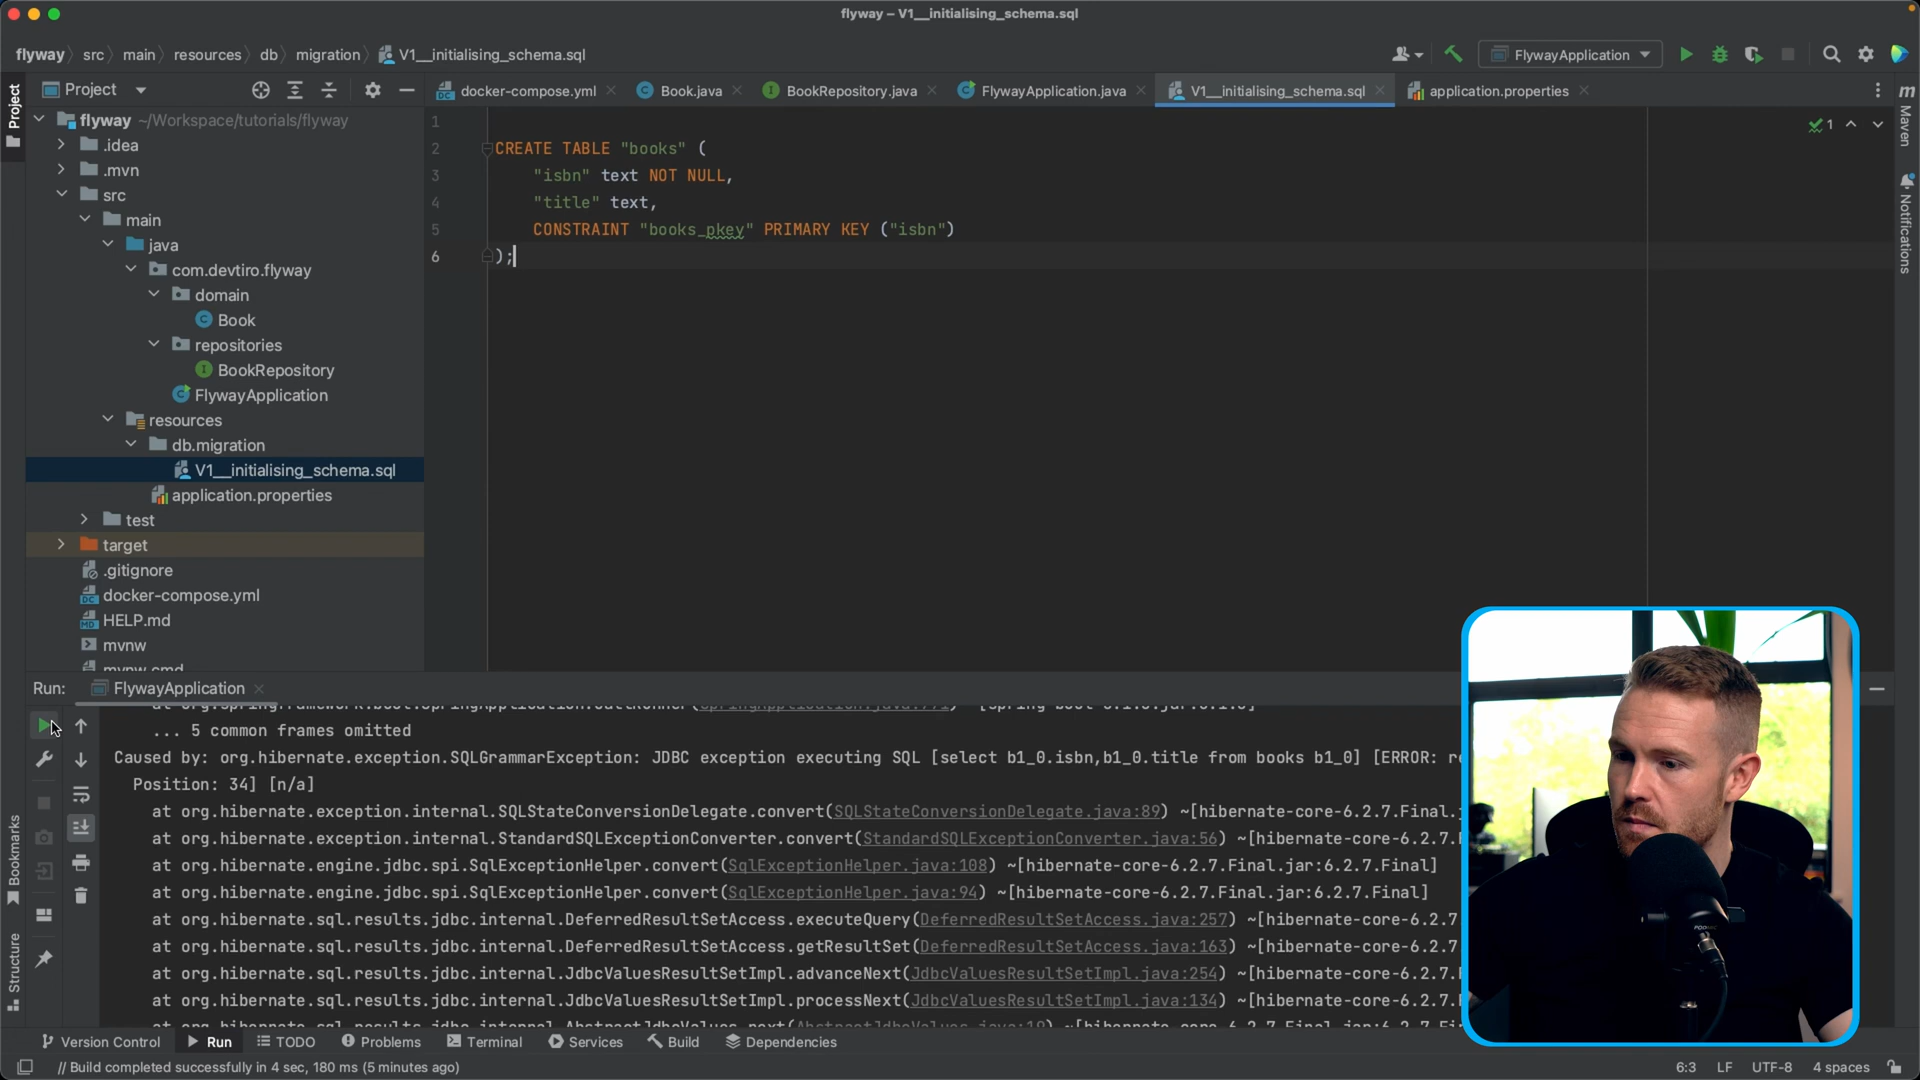 flyway – V1__initialising_schema.sql
flyway src main resources db migration V1__initialising_schema.sql
FlywayApplication
Project
docker-compose.yml Book.java BookRepository.java FlywayApplication.java V1__initialising_schema.sql application.properties
Project
Maven
Notifications
Bookmarks
Structure
flyway ~/Workspace/tutorials/flyway
.idea
.mvn
src
main
java
com.devtiro.flyway
domain
Book
repositories
BookRepository
FlywayApplication
resources
db.migration
V1__initialising_schema.sql
application.properties
test
target
.gitignore
docker-compose.yml
HELP.md
mvnw
mvnw.cmd
1
1
2 CREATE TABLE "books" (
3 "isbn" text NOT NULL,
4 "title" text,
5 CONSTRAINT "books_pkey" PRIMARY KEY ("isbn")
6 );
Run: FlywayApplication
... 5 common frames omitted
Caused by: org.hibernate.exception.SQLGrammarException: JDBC exception executing SQL [select b1_0.isbn,b1_0.title from books b1_0] [ERROR: re
Position: 34] [n/a]
at org.hibernate.exception.internal.SQLStateConversionDelegate.convert(SQLStateConversionDelegate.java:89) ~[hibernate-core-6.2.7.Final.j
at org.hibernate.exception.internal.StandardSQLExceptionConverter.convert(StandardSQLExceptionConverter.java:56) ~[hibernate-core-6.2.7.F
at org.hibernate.engine.jdbc.spi.SqlExceptionHelper.convert(SqlExceptionHelper.java:108) ~[hibernate-core-6.2.7.Final.jar:6.2.7.Final]
at org.hibernate.engine.jdbc.spi.SqlExceptionHelper.convert(SqlExceptionHelper.java:94) ~[hibernate-core-6.2.7.Final.jar:6.2.7.Final]
at org.hibernate.sql.results.jdbc.internal.DeferredResultSetAccess.executeQuery(DeferredResultSetAccess.java:257) ~[hibernate-core-6.2.7
at org.hibernate.sql.results.jdbc.internal.DeferredResultSetAccess.getResultSet(DeferredResultSetAccess.java:163) ~[hibernate-core-6.2.7
at org.hibernate.sql.results.jdbc.internal.JdbcValuesResultSetImpl.advanceNext(JdbcValuesResultSetImpl.java:254) ~[hibernate-core-6.2.7.F
at org.hibernate.sql.results.jdbc.internal.JdbcValuesResultSetImpl.processNext(JdbcValuesResultSetImpl.java:134) ~[hibernate-core-6.2.7.F
Version Control Run TODO Problems Terminal Services Build Dependencies
// Build completed successfully in 4 sec, 180 ms (5 minutes ago) 6:3 LF UTF-8 4 spaces